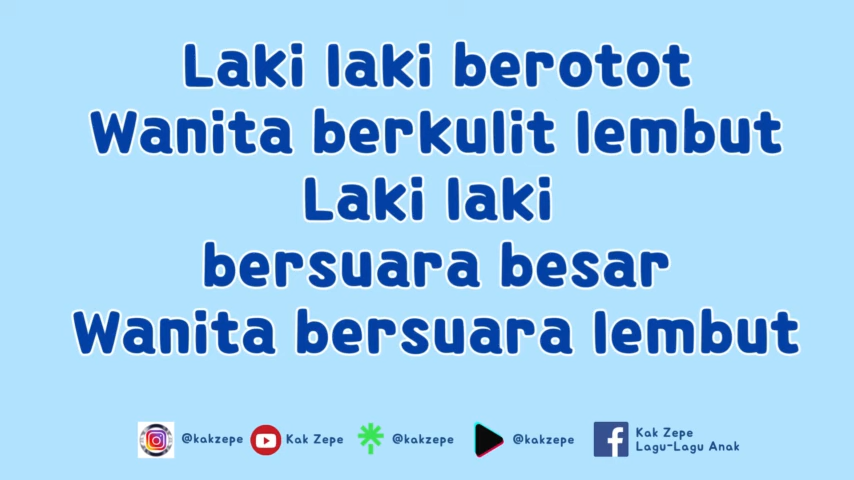 Laki laki berotot
Wanita berkulit lembut
Laki laki
bersuara besar
Wanita bersuara lembut
@kakzepe
Kak Zepe
@kakzepe
@kakzepe
Kak Zepe
Lagu-Lagu Anak